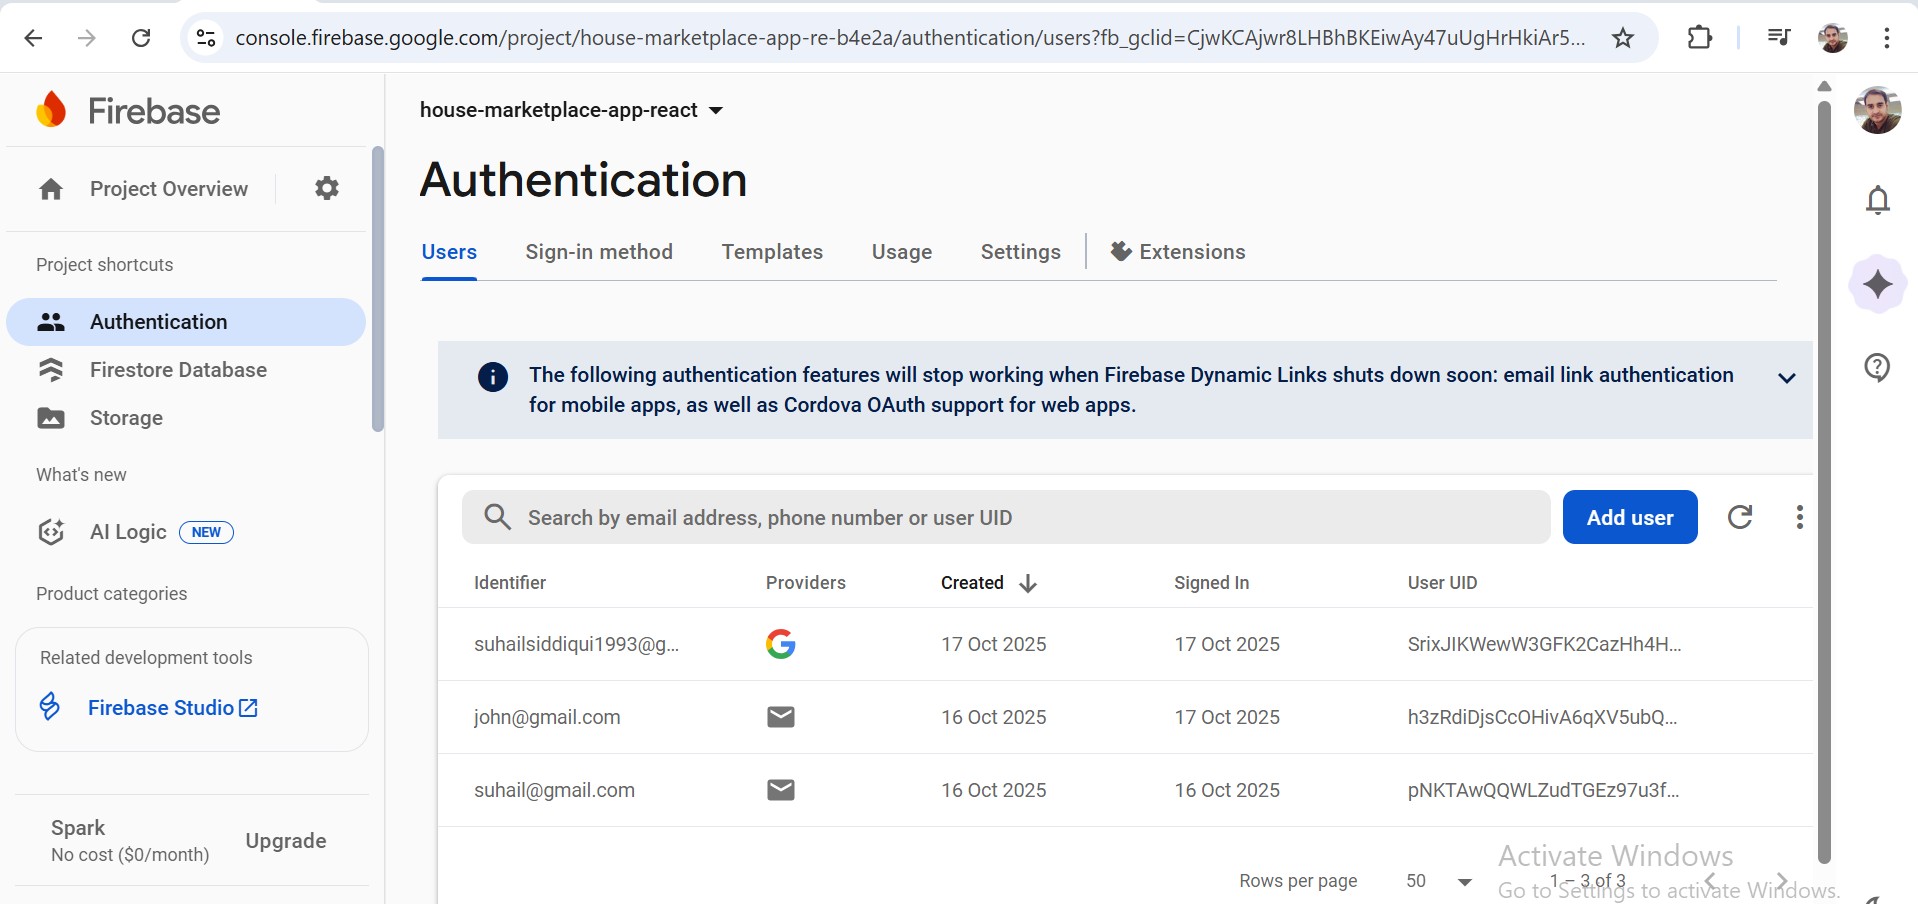 console.firebase.google.com/project/house-marketplace-app-re-b4e2a/authentication/users?fb_gclid=CjwKCAjwr8LHBhBKEiwAy47uUgHrHkiAr5...
Firebase
house-marketplace-app-react
Project Overview
Authentication
Users Sign-in method Templates Usage Settings Extensions
Project shortcuts
Authentication
Firestore Database
Storage
What's new
AI Logic NEW
Product categories
Related development tools
Firebase Studio
Spark
No cost ($0/month)
Upgrade
The following authentication features will stop working when Firebase Dynamic Links shuts down soon: email link authentication
for mobile apps, as well as Cordova OAuth support for web apps.
Search by email address, phone number or user UID
Add user
Identifier Providers Created Signed In User UID
suhailsiddiqui1993@g... 17 Oct 2025 17 Oct 2025 SrixJIKWewW3GFK2CazHh4H...
john@gmail.com 16 Oct 2025 17 Oct 2025 h3zRdiDjsCcOHivA6qXV5ubQ...
suhail@gmail.com 16 Oct 2025 16 Oct 2025 pNKTAwQQWLZudTGEz97u3f...
Rows per page 50 1 – 3 of 3
Activate Windows
Go to Settings to activate Windows.